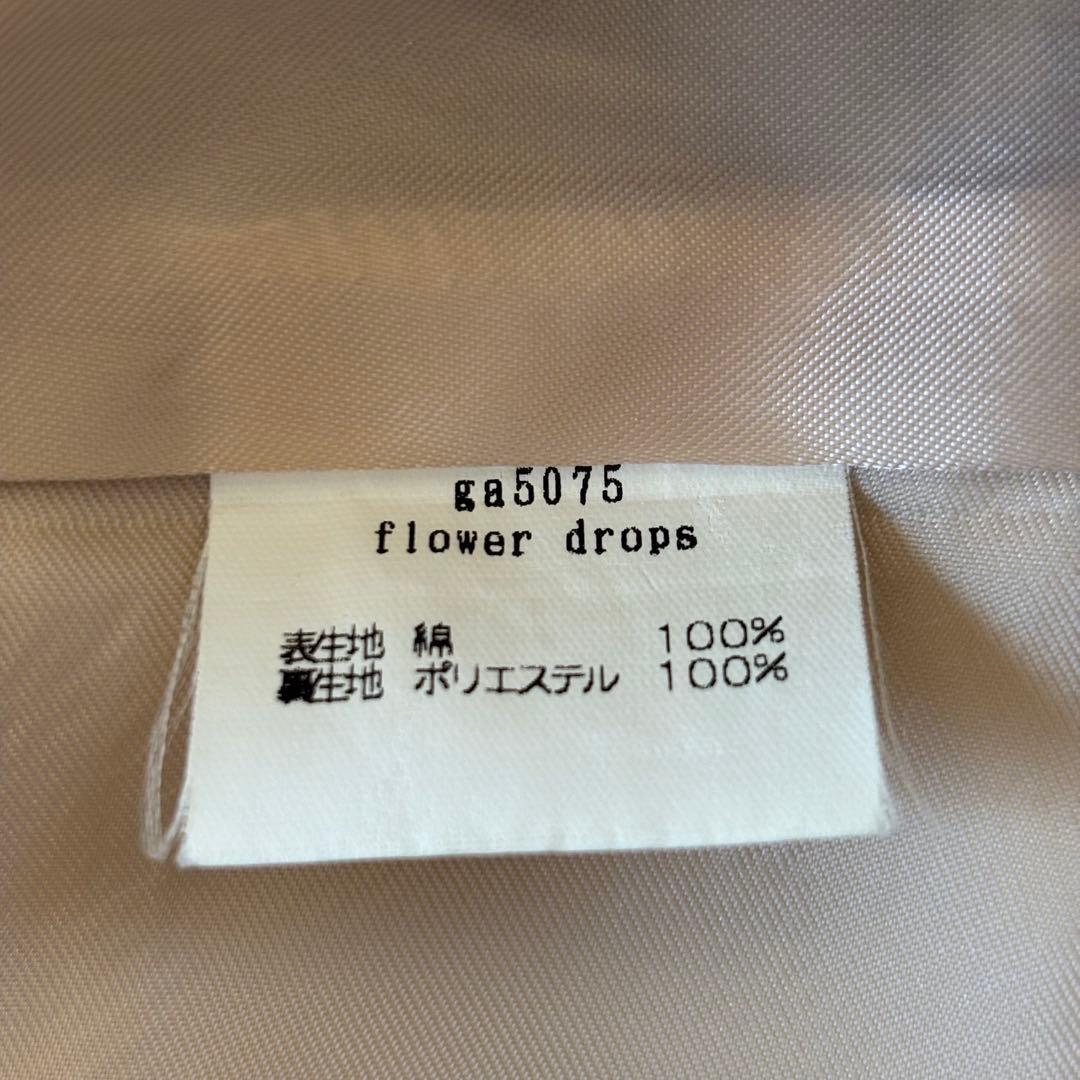 ga5075
flower drops
表生地 綿 100%
裏生地 ポリエステル 100%